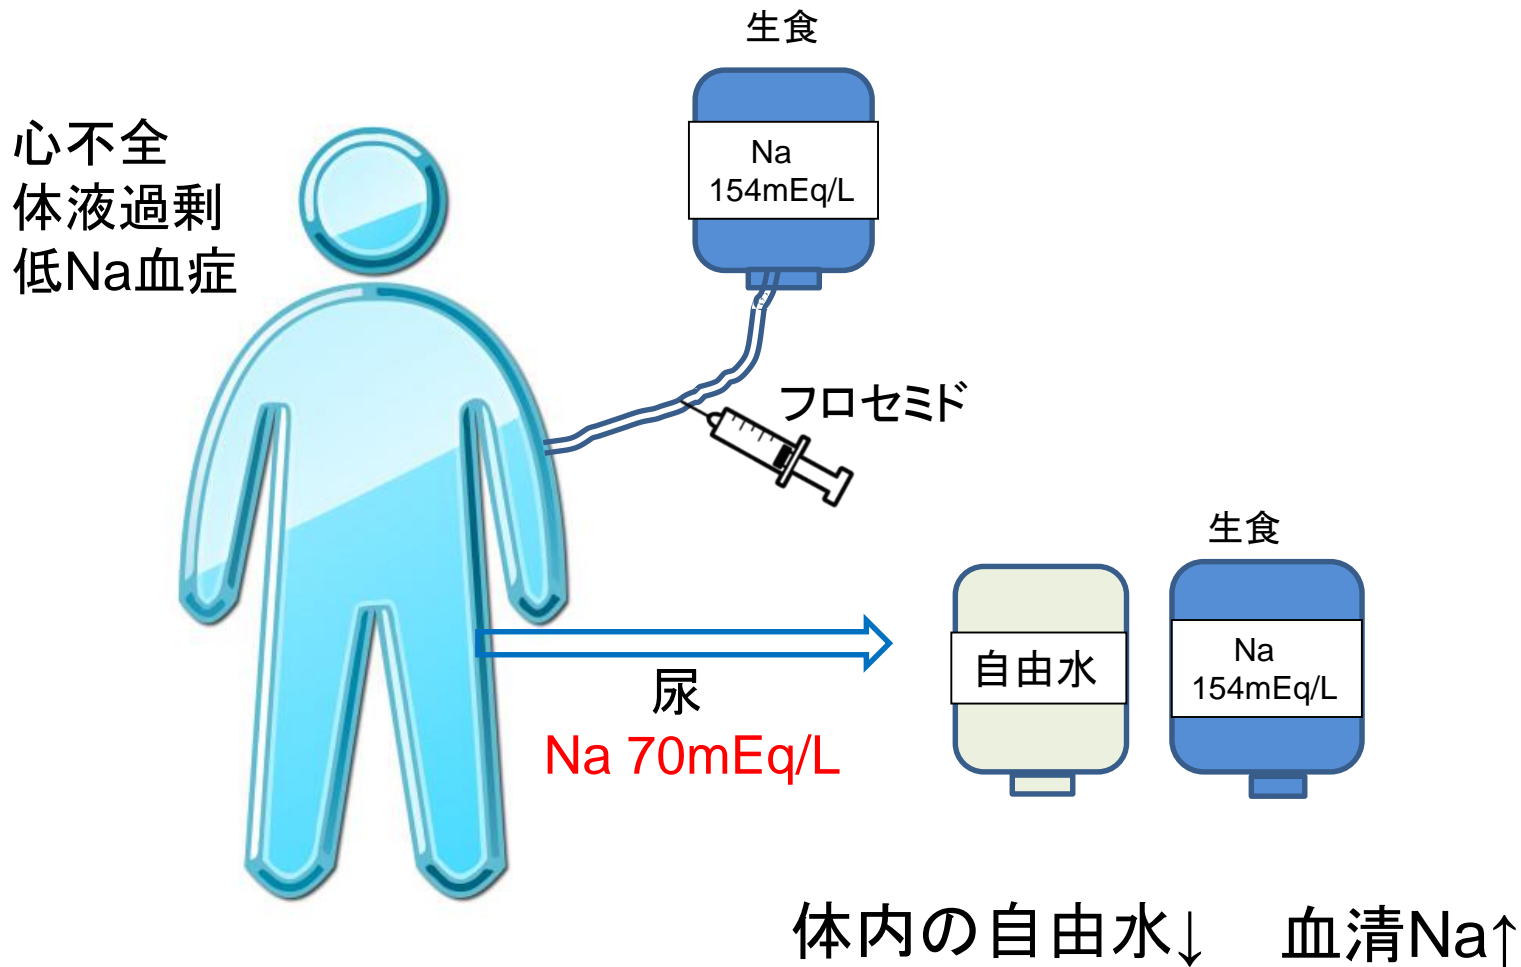 生食
Na
154mEq/L
心不全
体液過剰
低Na血症
フロセミド
生食
自由水
Na
154mEq/L
尿
Na 70mEq/L
体内の自由水↓　血清Na↑